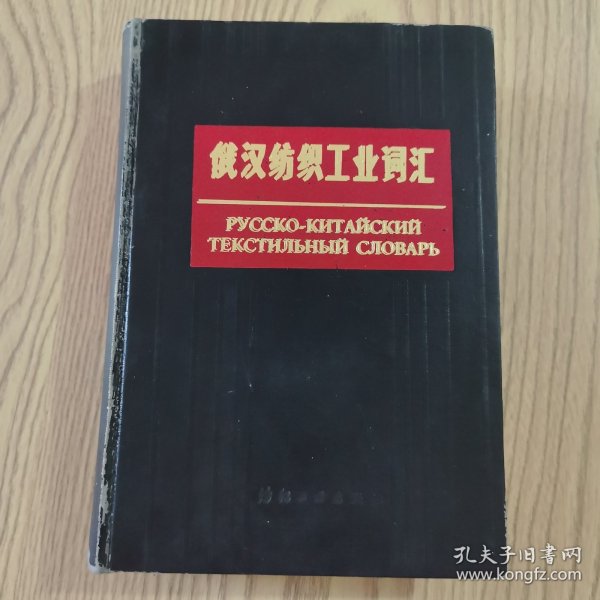 俄汉纺织工业词汇
РУССКО-КИТАЙСКИЙ
ТЕКСТИЛЬНЫЙ СЛОВАРЬ
孔夫子旧书网
www.kongfz.com